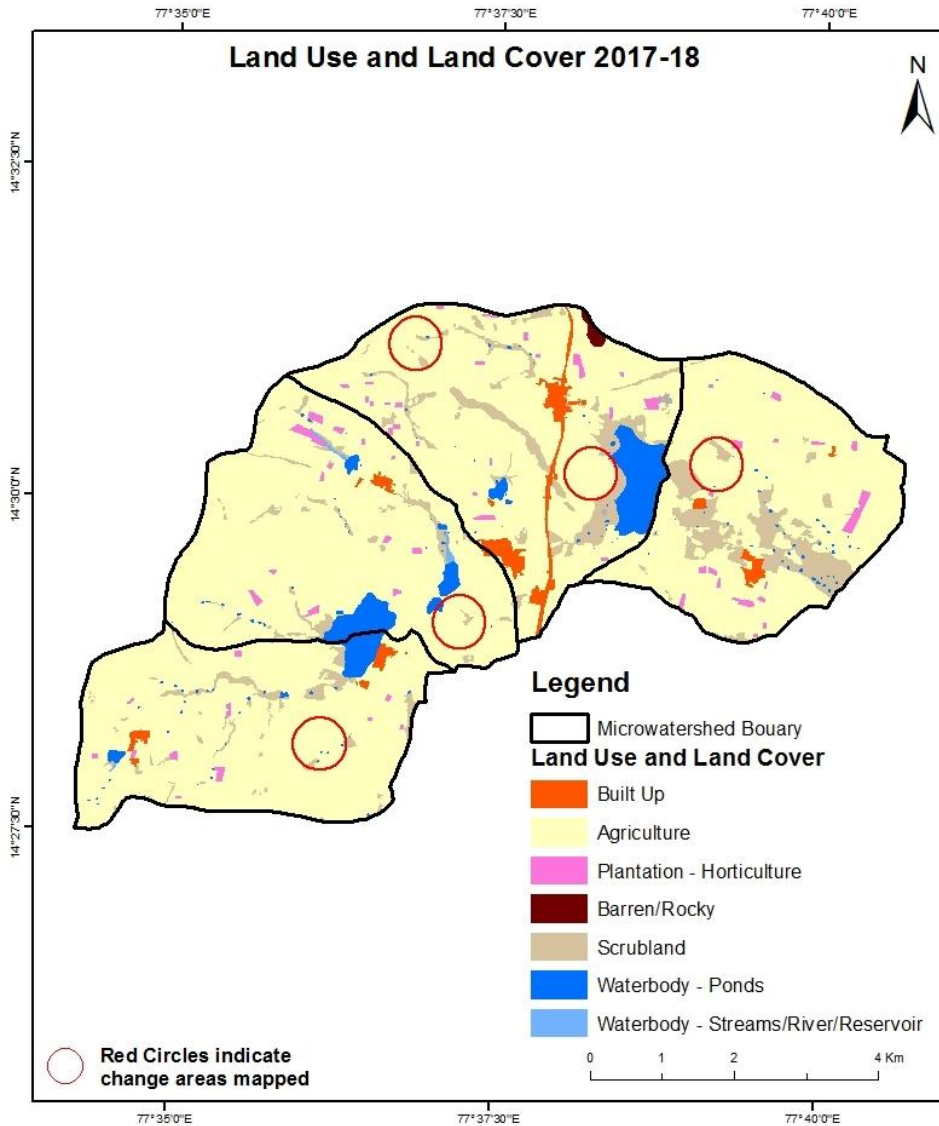 77°35'0"E 77°37'30"E 77°40'0"E
Land Use and Land Cover 2017-18
N
14°32'30"N
14°30'0"N
14°27'30"N
Legend
Microwatershed Bouary
Land Use and Land Cover
Built Up
Agriculture
Plantation - Horticulture
Barren/Rocky
Scrubland
Waterbody - Ponds
Waterbody - Streams/River/Reservoir
Red Circles indicate
change areas mapped
0 1 2 4 Km
77°35'0"E 77°37'30"E 77°40'0"E